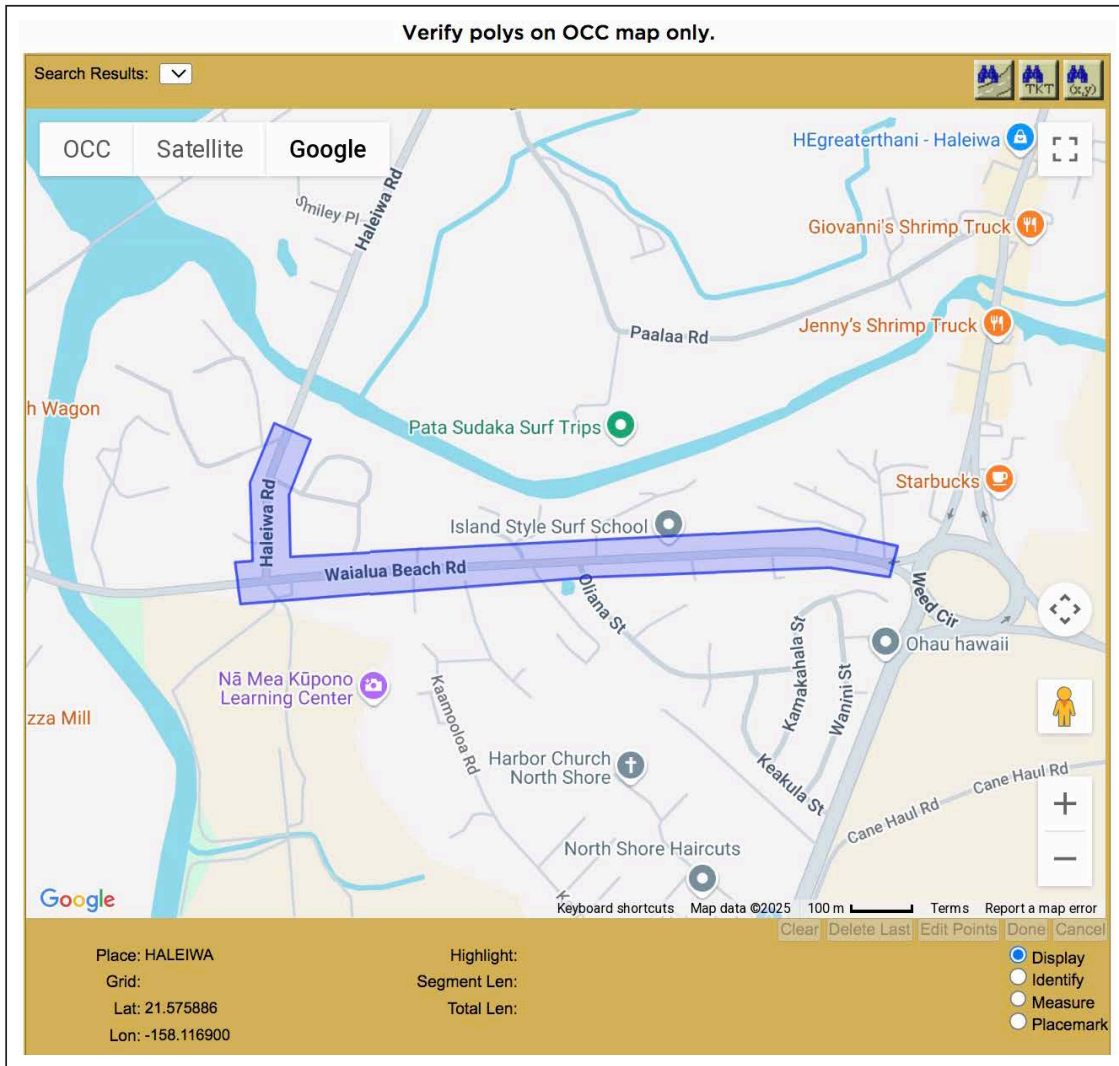 Verify polys on OCC map only.
Search Results:
TKT
(x,y)
OCC Satellite Google
HEgreaterthani - Haleiwa
Smiley Pl
Haleiwa Rd
Giovanni's Shrimp Truck
Paalaa Rd
Jenny's Shrimp Truck
h Wagon
Pata Sudaka Surf Trips
Starbucks
Haleiwa Rd
Island Style Surf School
Waialua Beach Rd
Oliana St
Weed Cir
Ohau hawaii
Kamakahala St
Wanini St
Nā Mea Kūpono
Learning Center
Kaamooloa Rd
zza Mill
Harbor Church
North Shore
Keakula St
Cane Haul Rd
Cane Haul Rd
North Shore Haircuts
Google
Keyboard shortcuts Map data ©2025 100 m Terms Report a map error
Clear Delete Last Edit Points Done Cancel
Place: HALEIWA Highlight: Display
Grid: Segment Len: Identify
Lat: 21.575886 Total Len: Measure
Lon: -158.116900 Placemark